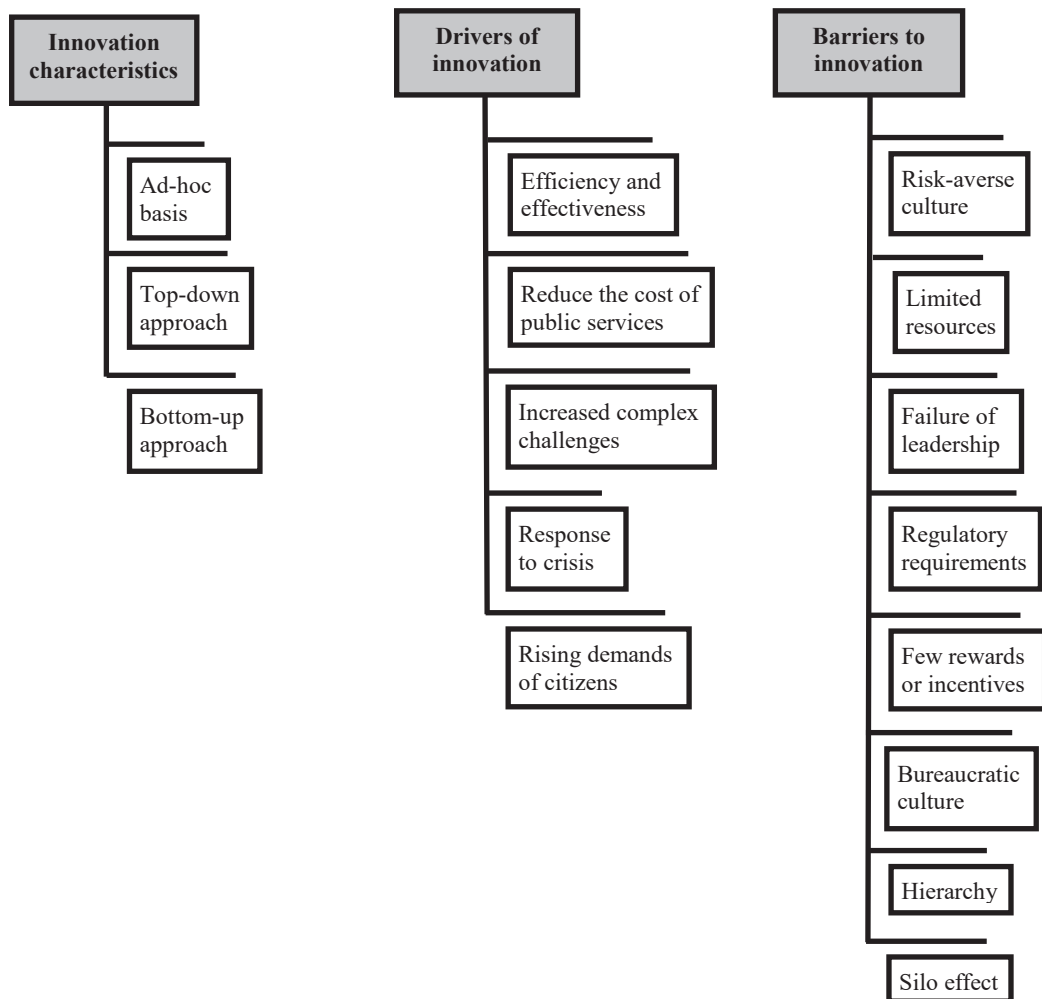 Innovation
characteristics
Ad-hoc
basis
Top-down
approach
Bottom-up
approach
Drivers of
innovation
Efficiency and
effectiveness
Reduce the cost of
public services
Increased complex
challenges
Response
to crisis
Rising demands
of citizens
Barriers to
innovation
Risk-averse
culture
Limited
resources
Failure of
leadership
Regulatory
requirements
Few rewards
or incentives
Bureaucratic
culture
Hierarchy
Silo effect